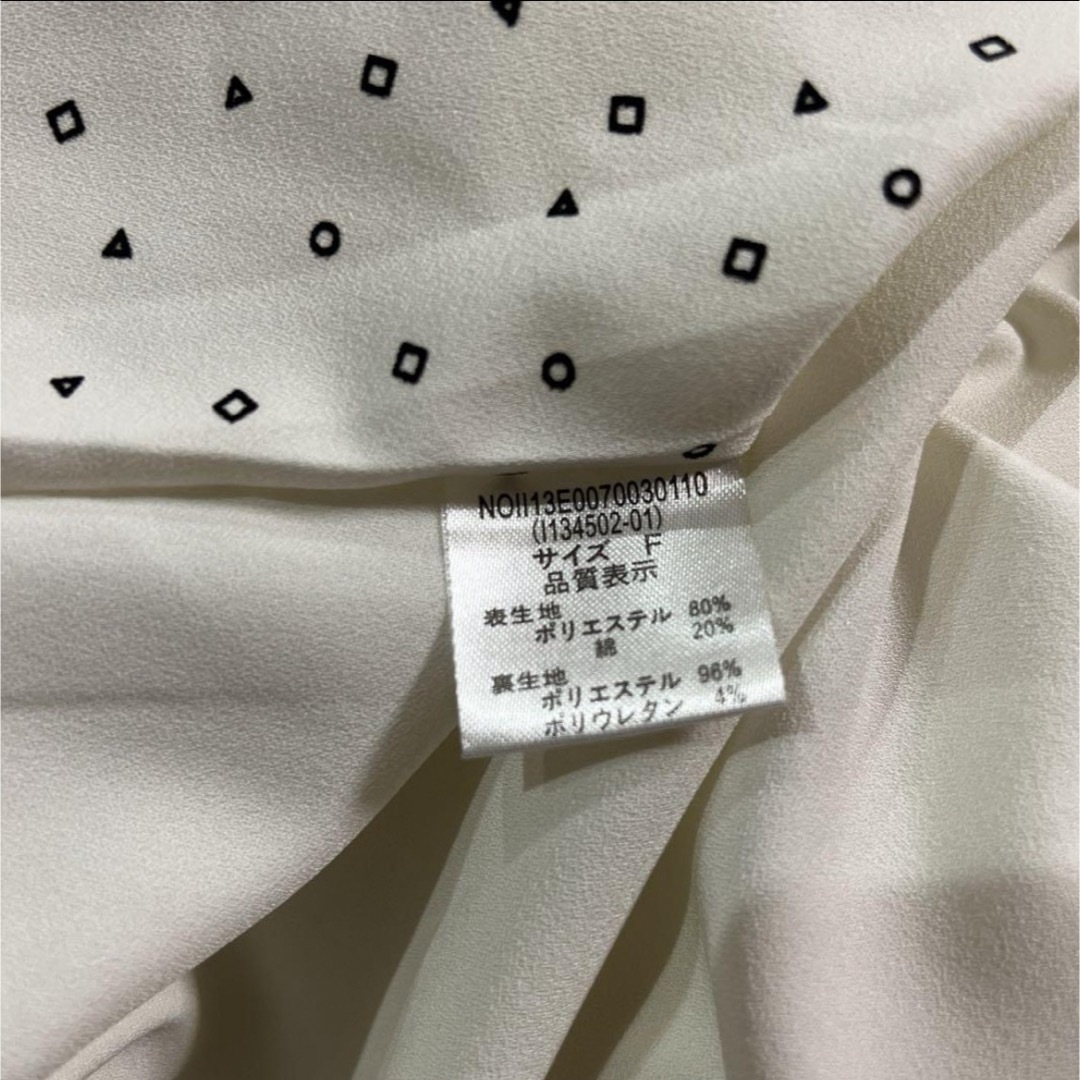 NOII13E0070030110
(I134502-01)
サイズ F
品質表示
表生地
ポリエステル 80%
綿 20%
裏生地
ポリエステル 96%
ポリウレタン 4%